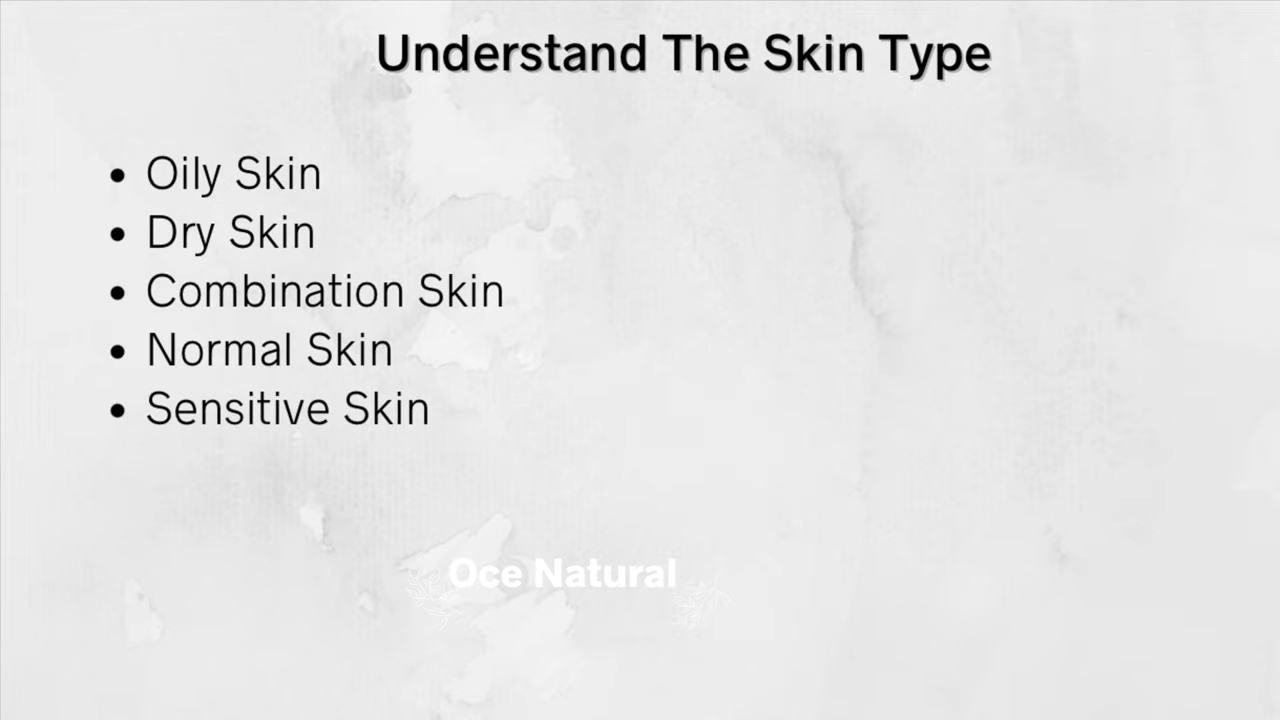 Understand The Skin Type
• Oily Skin
• Dry Skin
• Combination Skin
• Normal Skin
• Sensitive Skin
Oce Natural